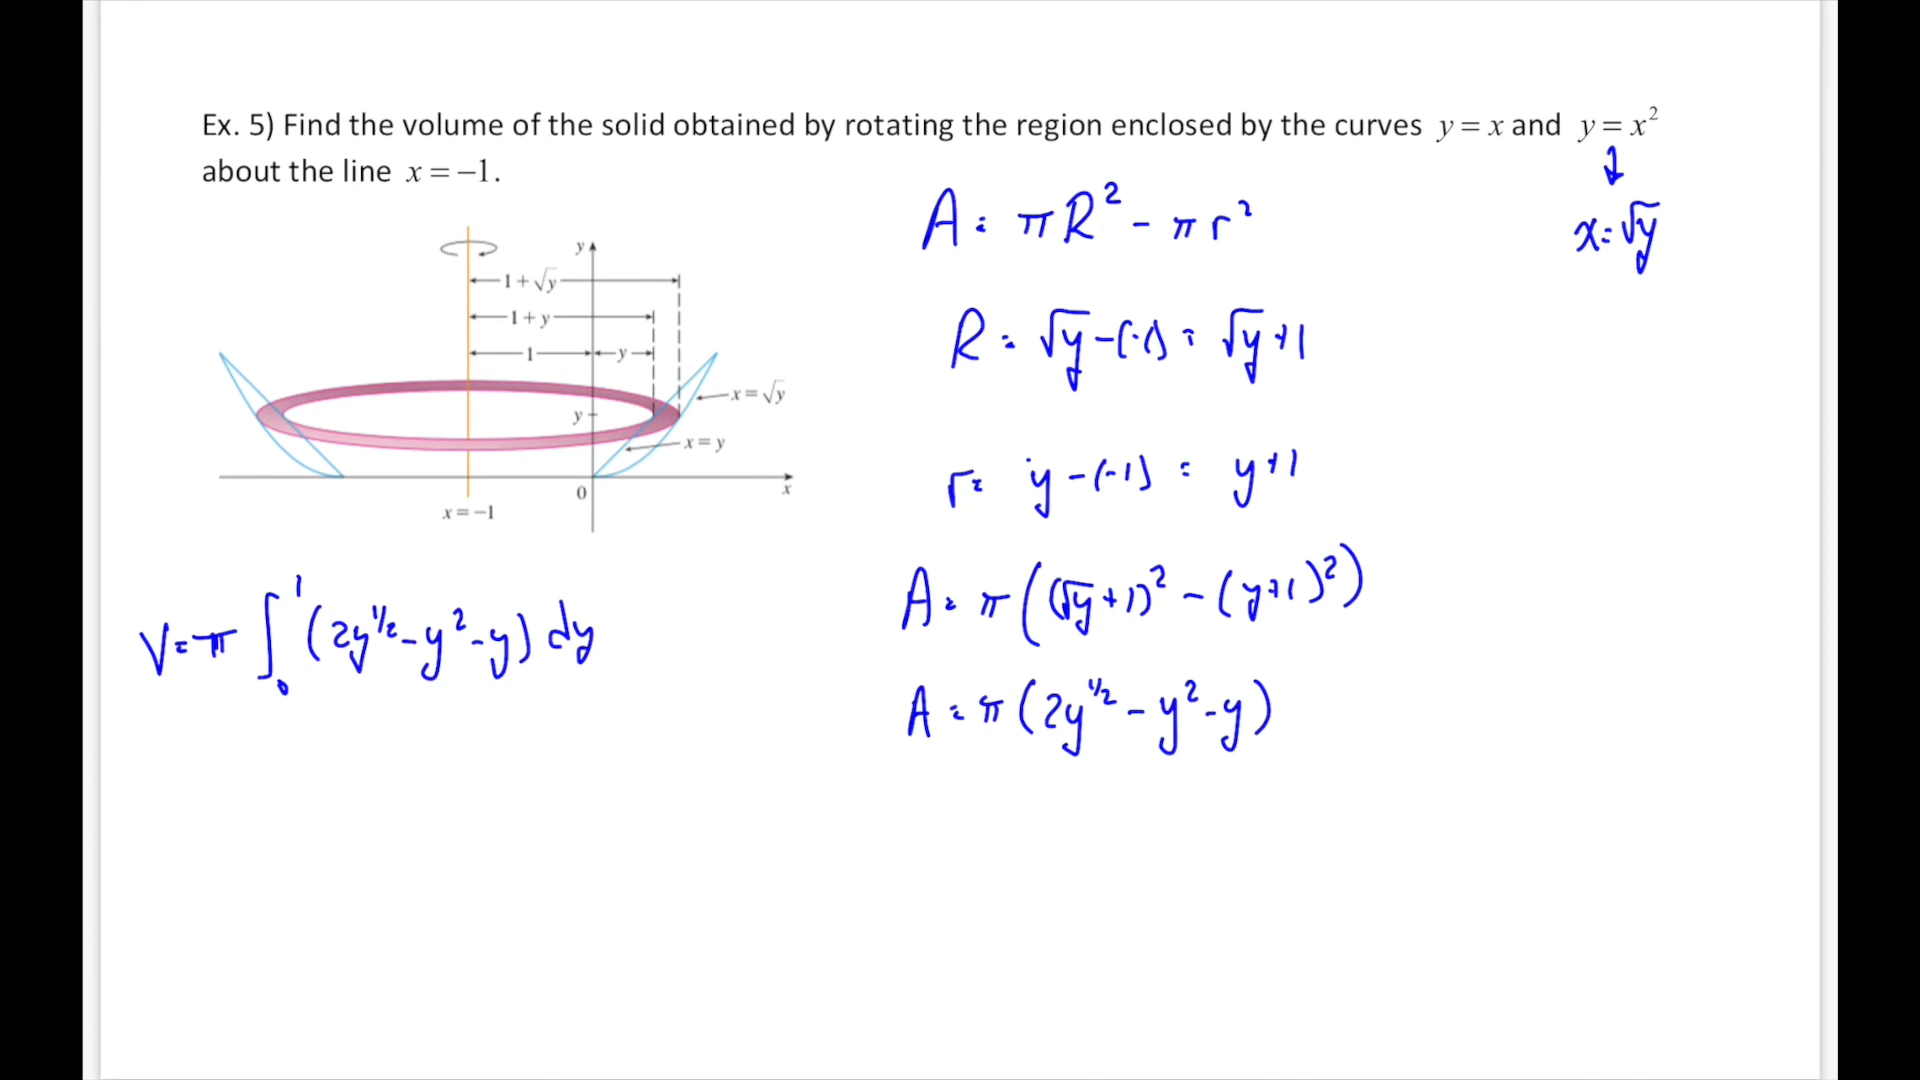 Ex. 5) Find the volume of the solid obtained by rotating the region enclosed by the curves y = x and y = x²
about the line x = −1.
x = √y
A = πR² − πr²
R = √y − (−1) = √y + 1
r = y − (−1) = y + 1
A = π((√y + 1)² − (y + 1)²)
A = π(2y^½ − y² − y)
y
1 + √y
1 + y
1 y
x = √y
y
x = y
0 x
x = −1
V = π ∫₀¹ (2y^½ − y² − y) dy